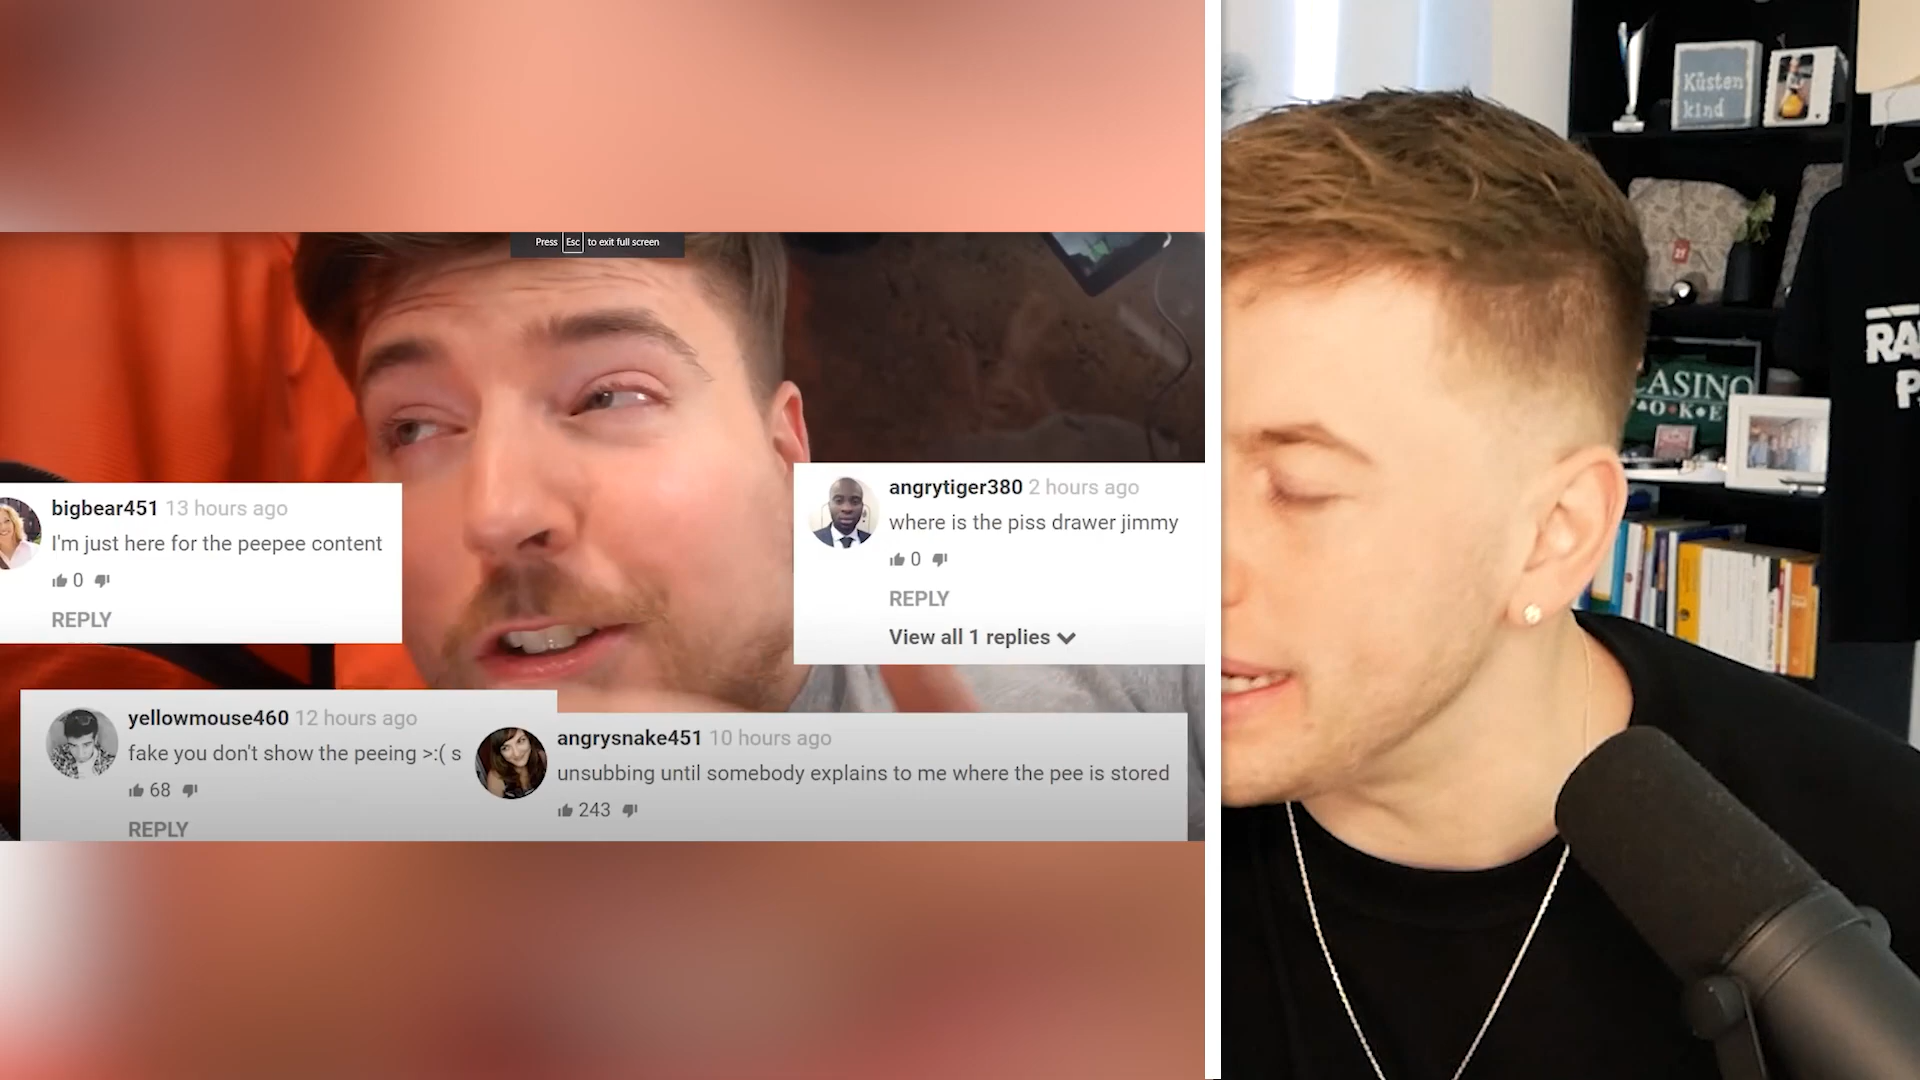 Press Esc to exit full screen
bigbear451 13 hours ago
I'm just here for the peepee content
0
REPLY
angrytiger380 2 hours ago
where is the piss drawer jimmy
0
REPLY
View all 1 replies
yellowmouse460 12 hours ago
fake you don't show the peeing >:( s
68
REPLY
angrysnake451 10 hours ago
unsubbing until somebody explains to me where the pee is stored
243
Küsten
kind
CASINO
POKE
RA
P